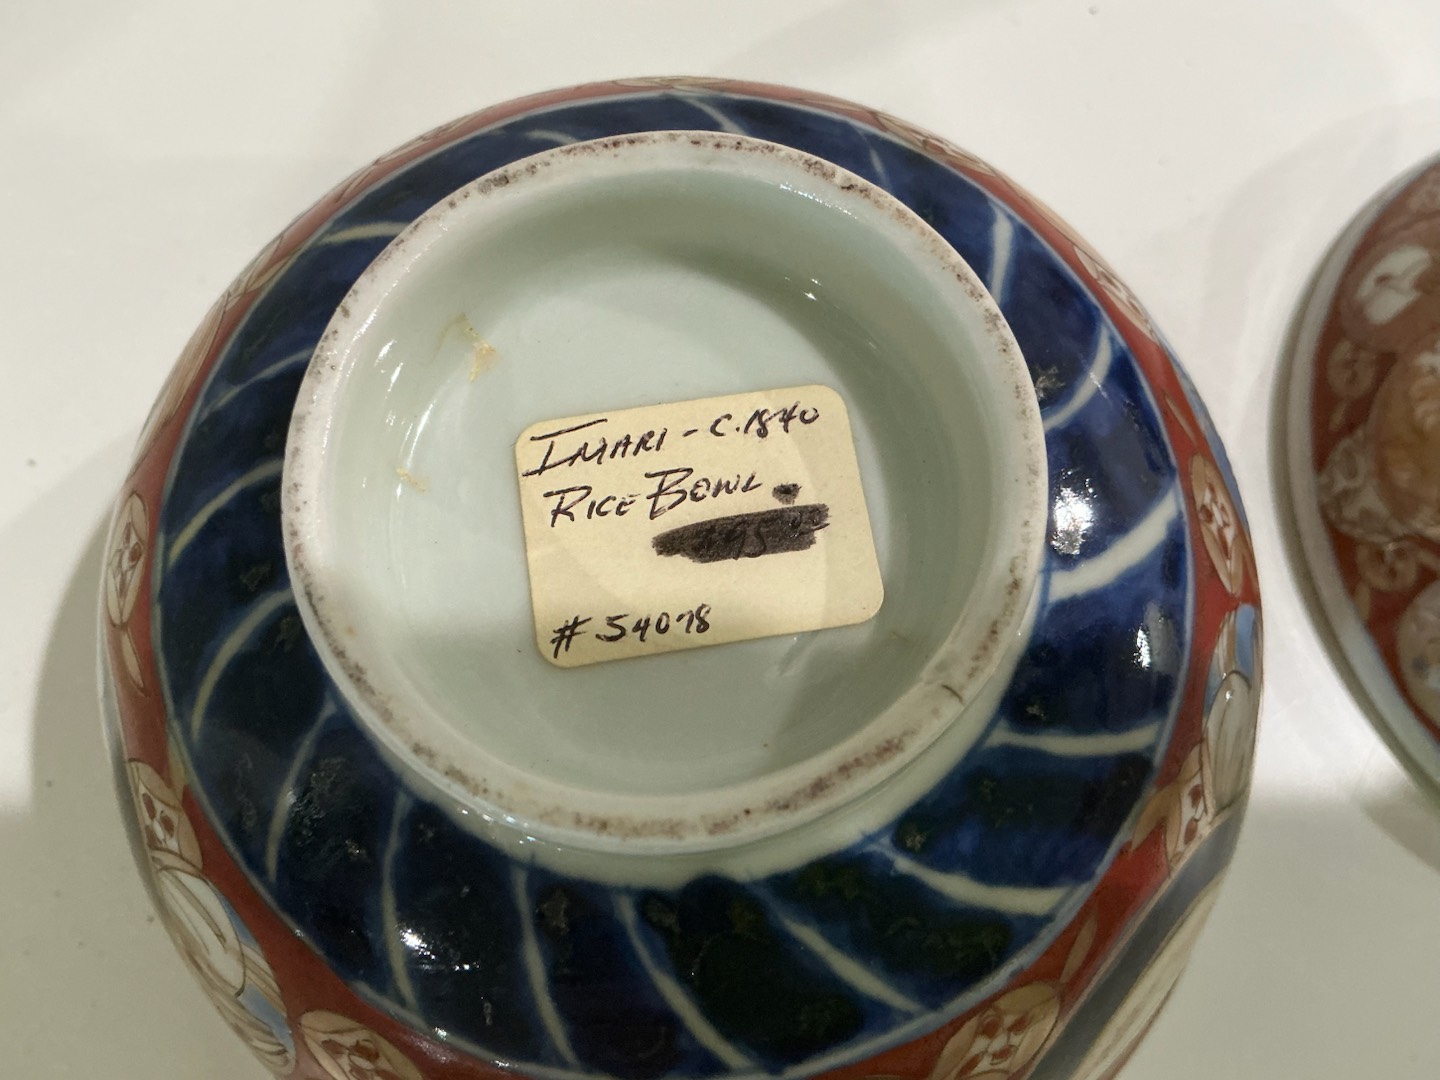 IMARI - C.1840
RICE BOWL.
#54078